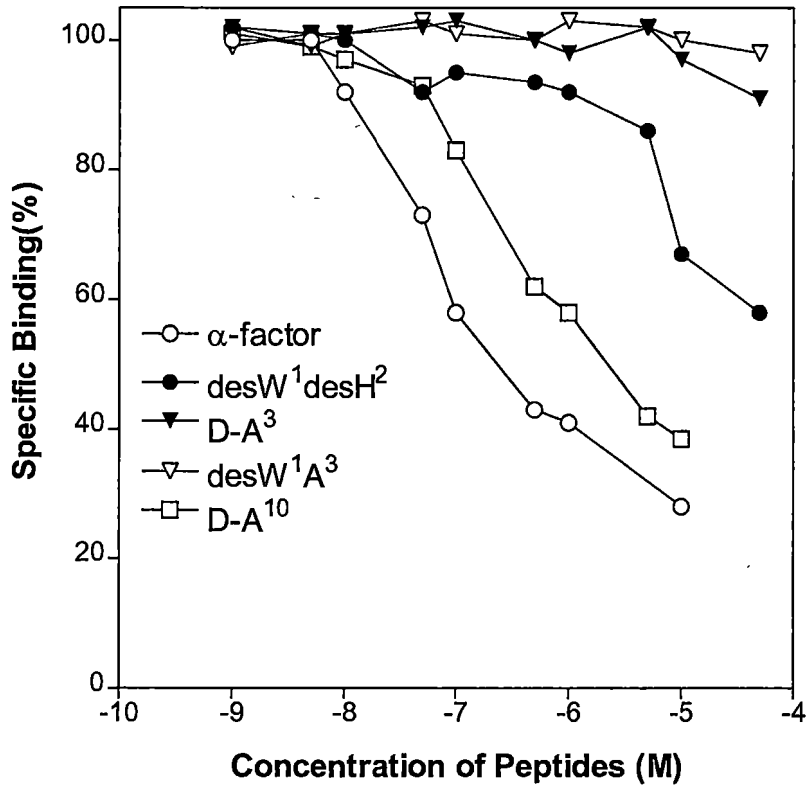 Specific Binding(%)
100
80
60
40
20
0
α-factor
desW¹desH²
D-A³
desW¹A³
D-A¹⁰
-10 -9 -8 -7 -6 -5 -4
Concentration of Peptides (M)